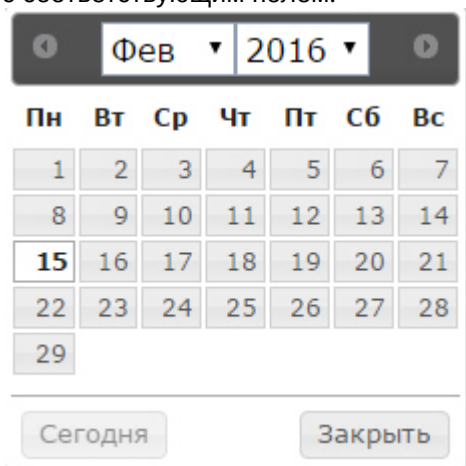 с соответствующим полем.
Фев 2016
Пн Вт Ср Чт Пт Сб Вс
1 2 3 4 5 6 7
8 9 10 11 12 13 14
15 16 17 18 19 20 21
22 23 24 25 26 27 28
29
Сегодня Закрыть